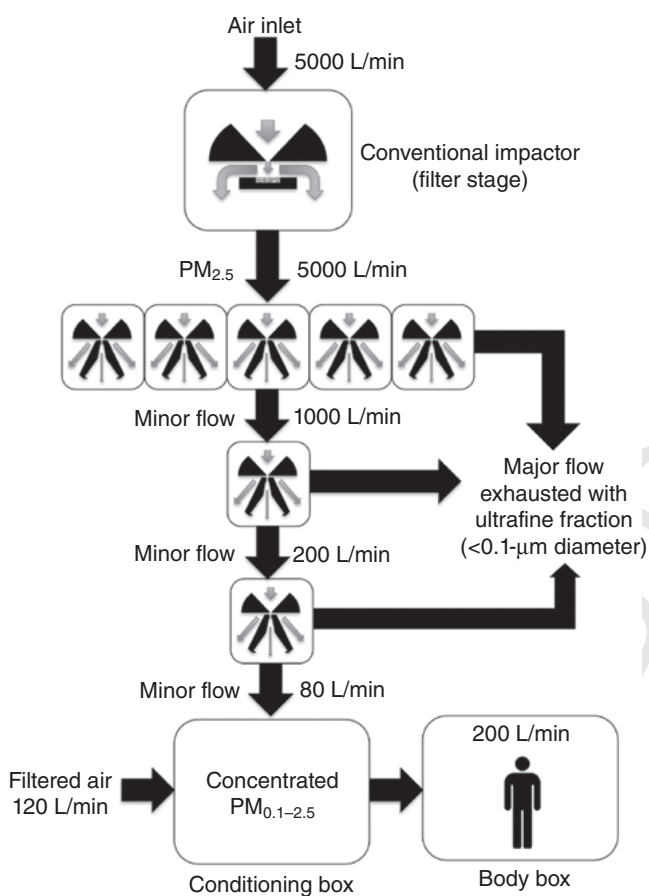 Air inlet
5000 L/min
Conventional impactor
(filter stage)
PM2.5
5000 L/min
Minor flow
1000 L/min
Major flow
exhausted with
ultrafine fraction
(<0.1-μm diameter)
Minor flow
200 L/min
Minor flow
80 L/min
Filtered air
120 L/min
Concentrated
PM0.1–2.5
200 L/min
Conditioning box
Body box